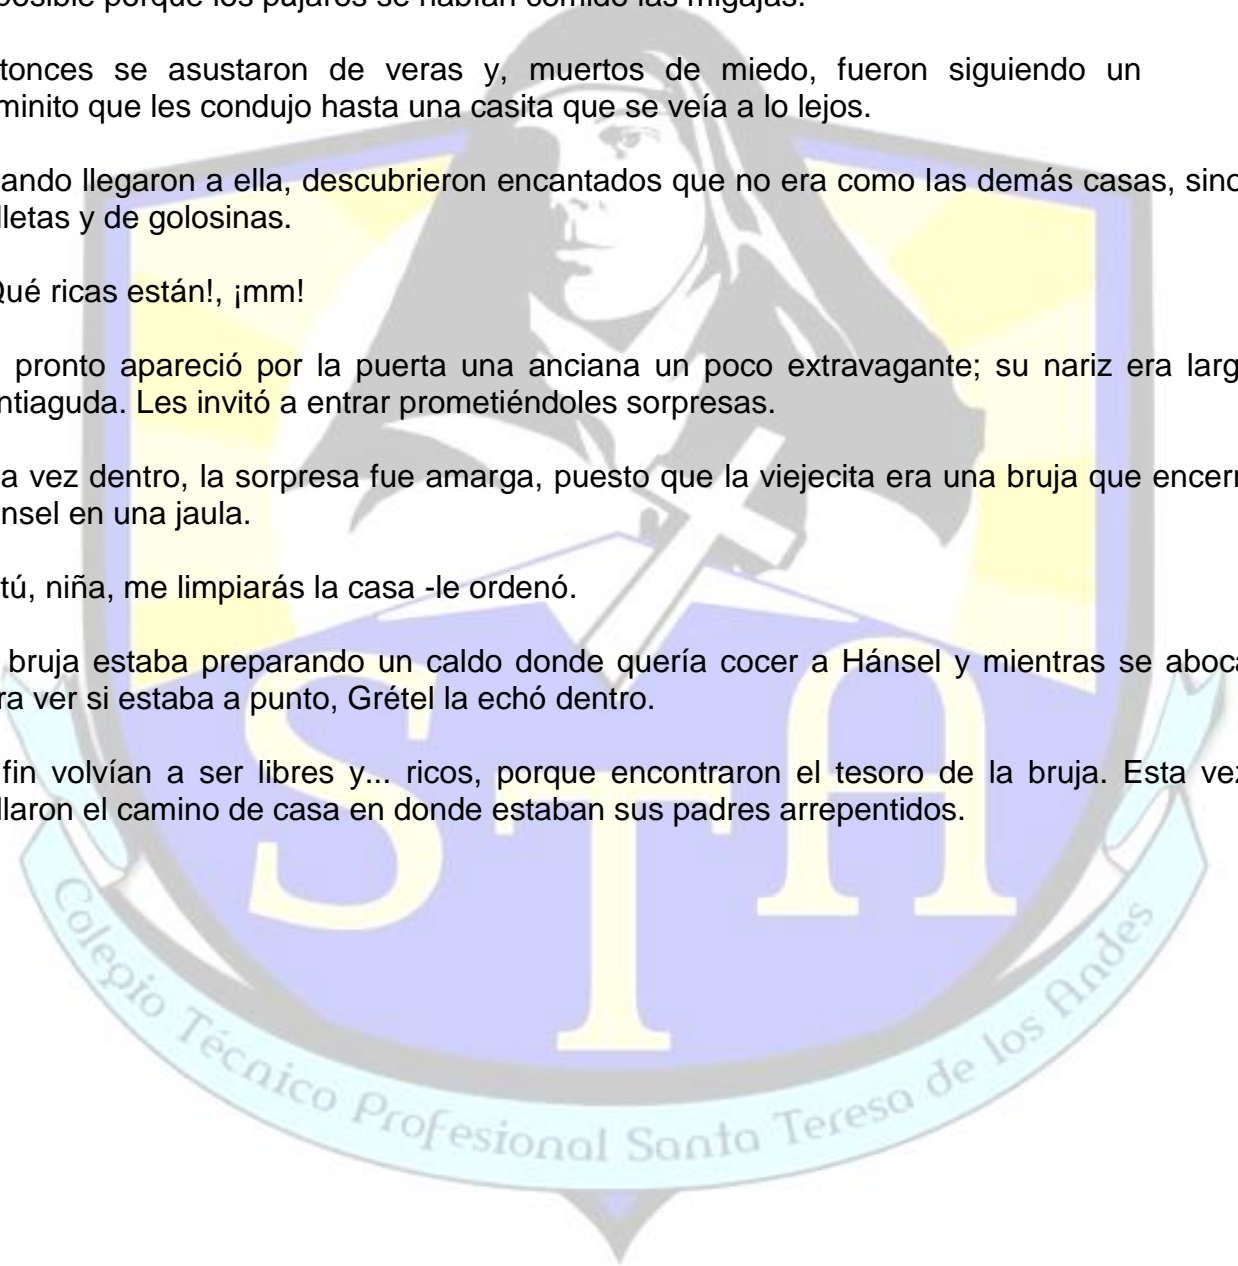 posible porque los pájaros se habían comido las migajas.
tonces se asustaron de veras y, muertos de miedo, fueron siguiendo un
minito que les condujo hasta una casita que se veía a lo lejos.
ando llegaron a ella, descubrieron encantados que no era como las demás casas, sino
lletas y de golosinas.
Qué ricas están!, ¡mm!
pronto apareció por la puerta una anciana un poco extravagante; su nariz era larg
ntiaguda. Les invitó a entrar prometiéndoles sorpresas.
a vez dentro, la sorpresa fue amarga, puesto que la viejecita era una bruja que encerr
nsel en una jaula.
tú, niña, me limpiarás la casa -le ordenó.
bruja estaba preparando un caldo donde quería cocer a Hánsel y mientras se aboca
ra ver si estaba a punto, Grétel la echó dentro.
fin volvían a ser libres y... ricos, porque encontraron el tesoro de la bruja. Esta vez
llaron el camino de casa en donde estaban sus padres arrepentidos.
STA
Colegio Técnico Profesional Santa Teresa de los Andes